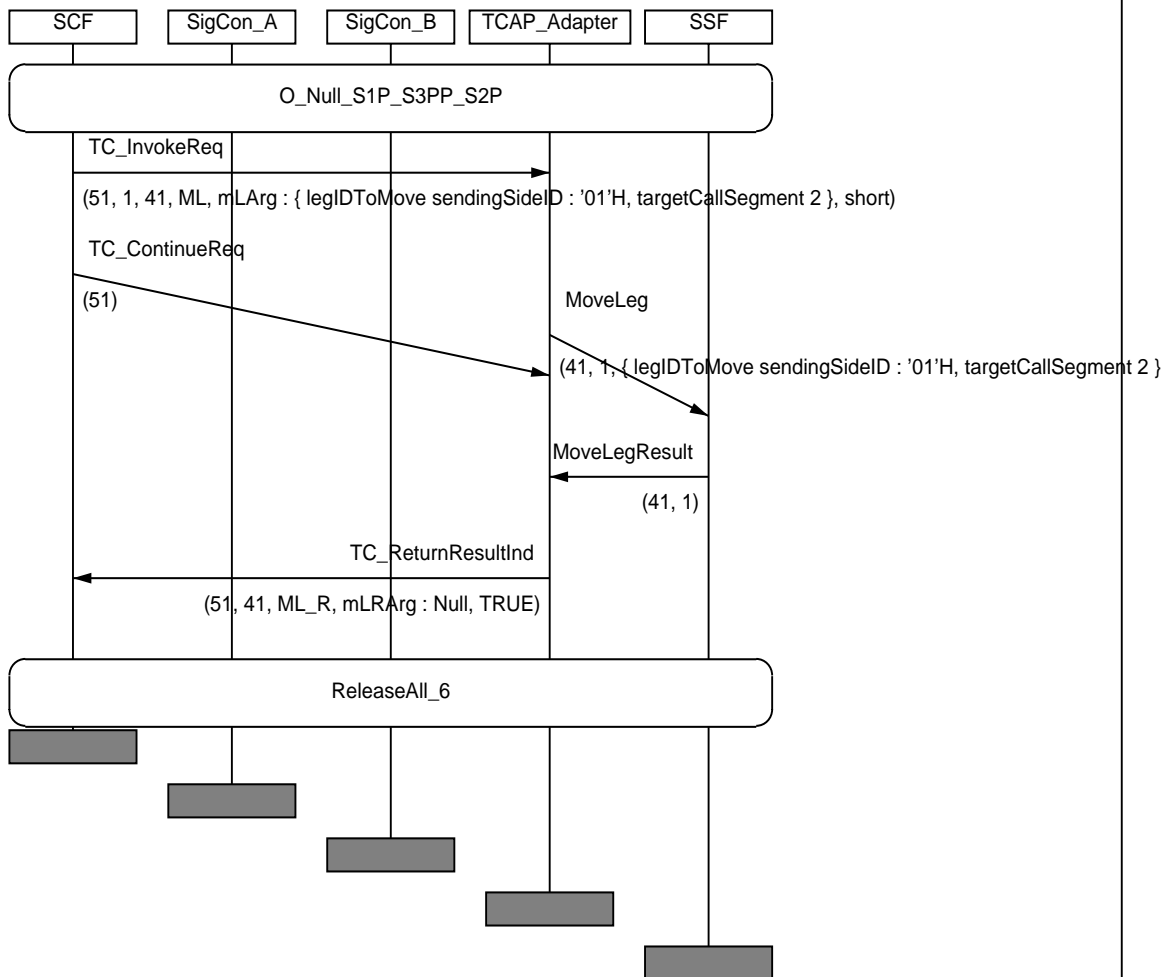 SCF
SigCon_A
SigCon_B
TCAP_Adapter
SSF
O_Null_S1P_S3PP_S2P
TC_InvokeReq
(51, 1, 41, ML, mLArg : { legIDToMove sendingSideID : '01'H, targetCallSegment 2 }, short)
TC_ContinueReq
(51)
MoveLeg
(41, 1, { legIDToMove sendingSideID : '01'H, targetCallSegment 2 }
MoveLegResult
(41, 1)
TC_ReturnResultInd
(51, 41, ML_R, mLRArg : Null, TRUE)
ReleaseAll_6